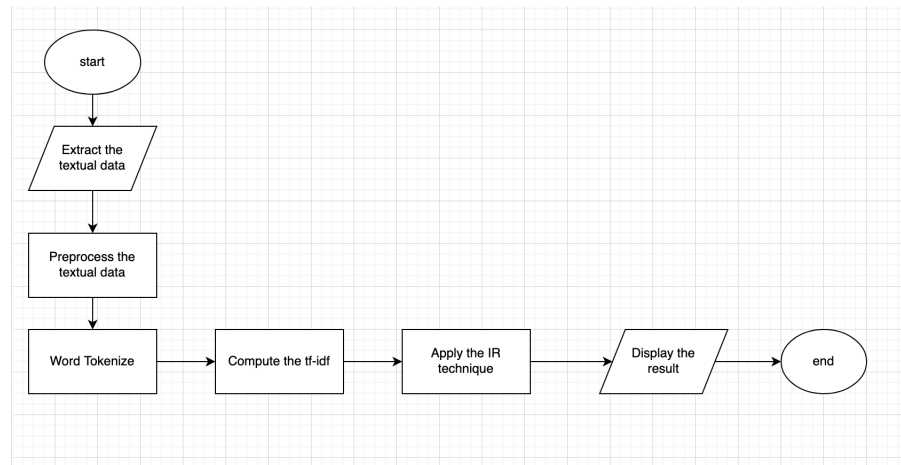 start
Extract the
textual data
Preprocess the
textual data
Word Tokenize
Compute the tf-idf
Apply the IR
technique
Display the
result
end